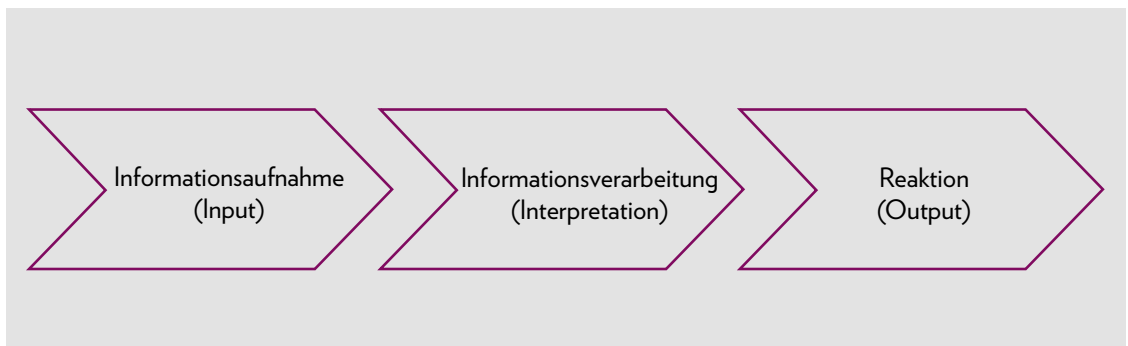 Informationsaufnahme
(Input)
Informationsverarbeitung
(Interpretation)
Reaktion
(Output)